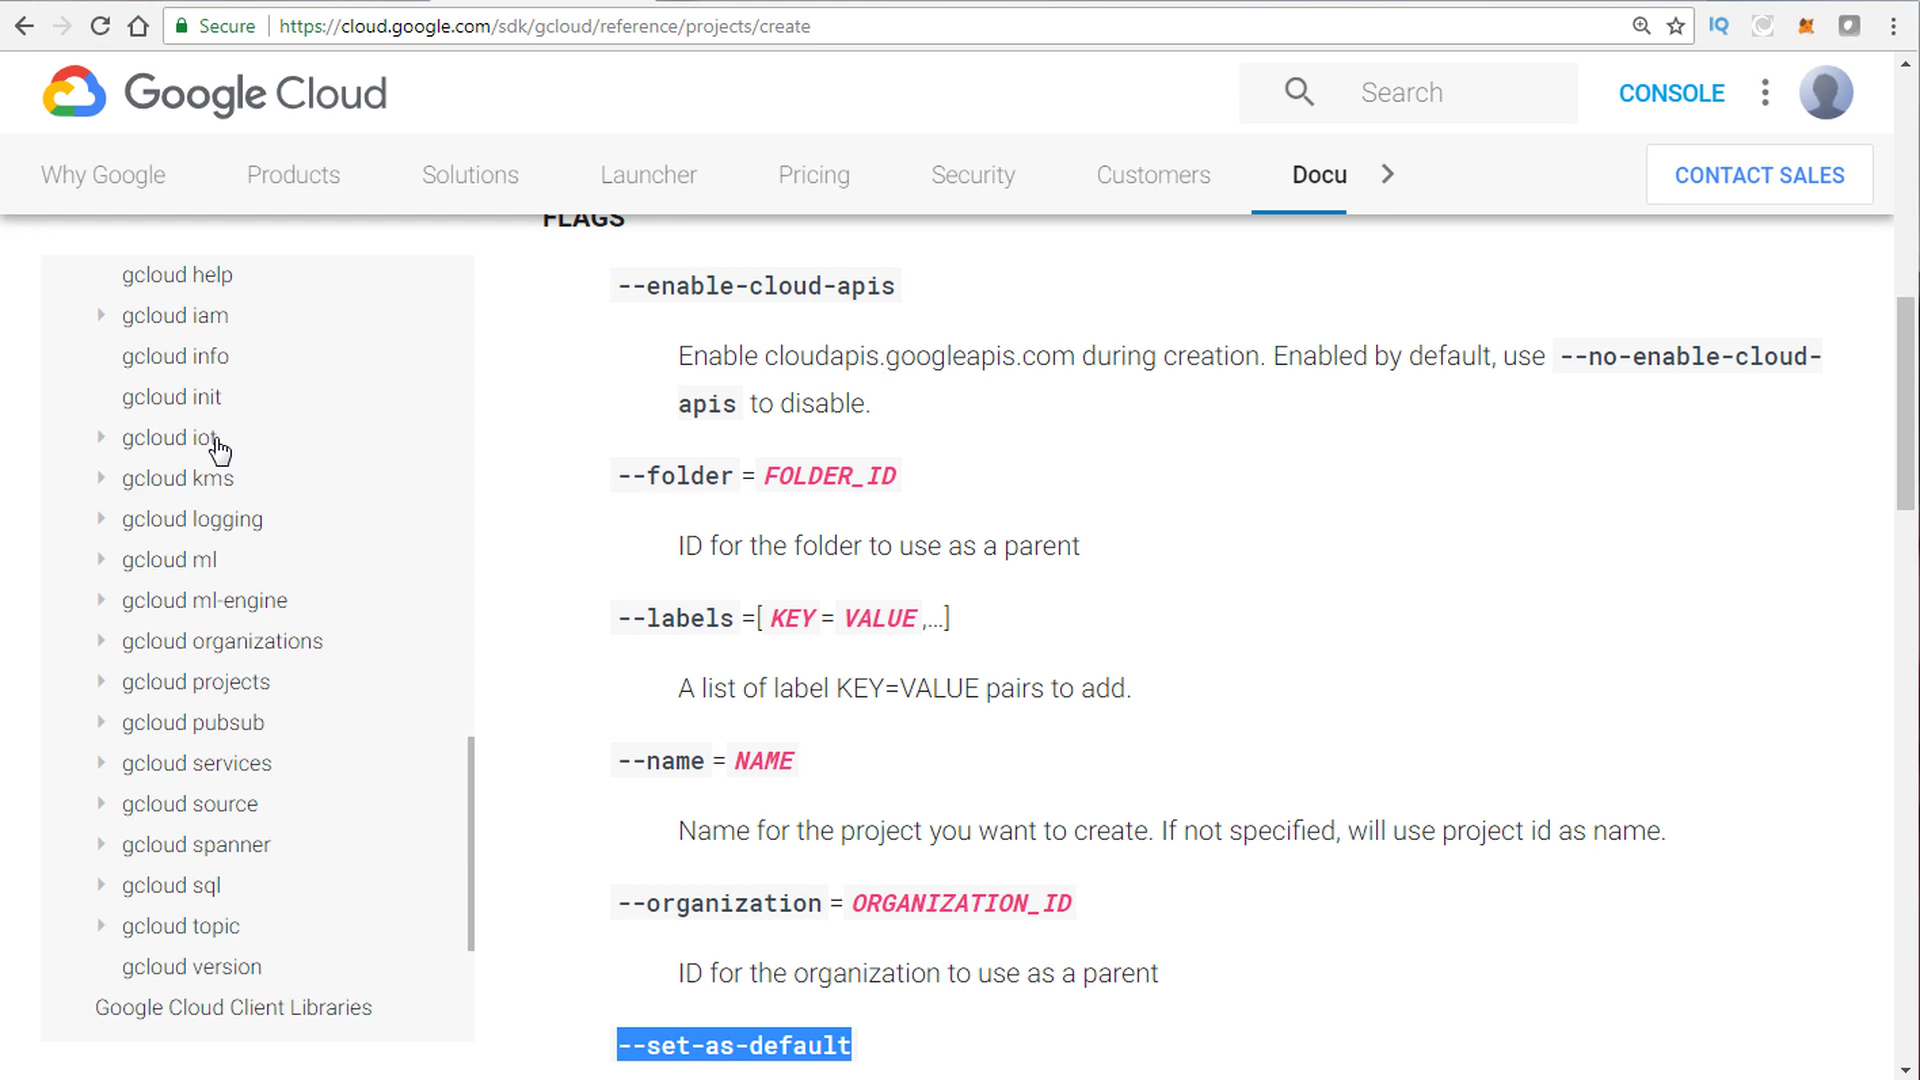 Secure https://cloud.google.com/sdk/gcloud/reference/projects/create
IQ
Google Cloud
Search
CONSOLE
Why Google Products Solutions Launcher Pricing Security Customers Docu
CONTACT SALES
FLAGS
gcloud help
gcloud iam
gcloud info
gcloud init
gcloud iot
gcloud kms
gcloud logging
gcloud ml
gcloud ml-engine
gcloud organizations
gcloud projects
gcloud pubsub
gcloud services
gcloud source
gcloud spanner
gcloud sql
gcloud topic
gcloud version
Google Cloud Client Libraries
--enable-cloud-apis
Enable cloudapis.googleapis.com during creation. Enabled by default, use --no-enable-cloud-
apis to disable.
--folder = FOLDER_ID
ID for the folder to use as a parent
--labels =[ KEY = VALUE ,...]
A list of label KEY=VALUE pairs to add.
--name = NAME
Name for the project you want to create. If not specified, will use project id as name.
--organization = ORGANIZATION_ID
ID for the organization to use as a parent
--set-as-default